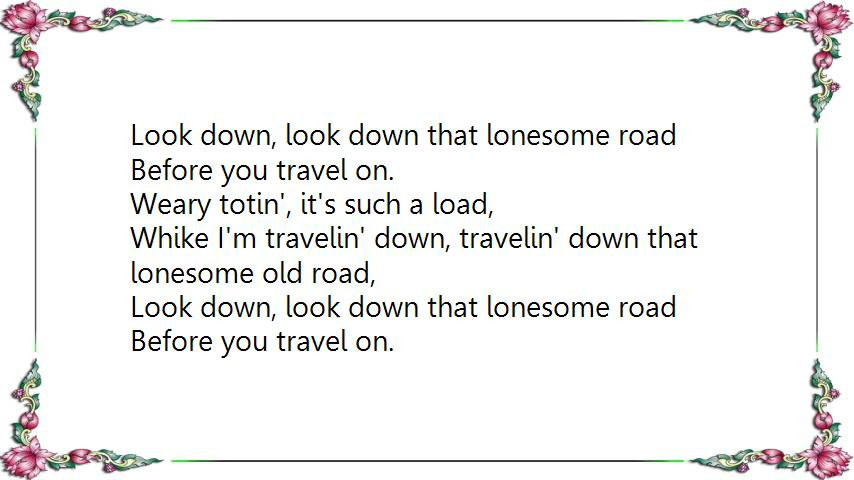 Look down, look down that lonesome road
Before you travel on.
Weary totin', it's such a load,
Whike I'm travelin' down, travelin' down that
lonesome old road,
Look down, look down that lonesome road
Before you travel on.